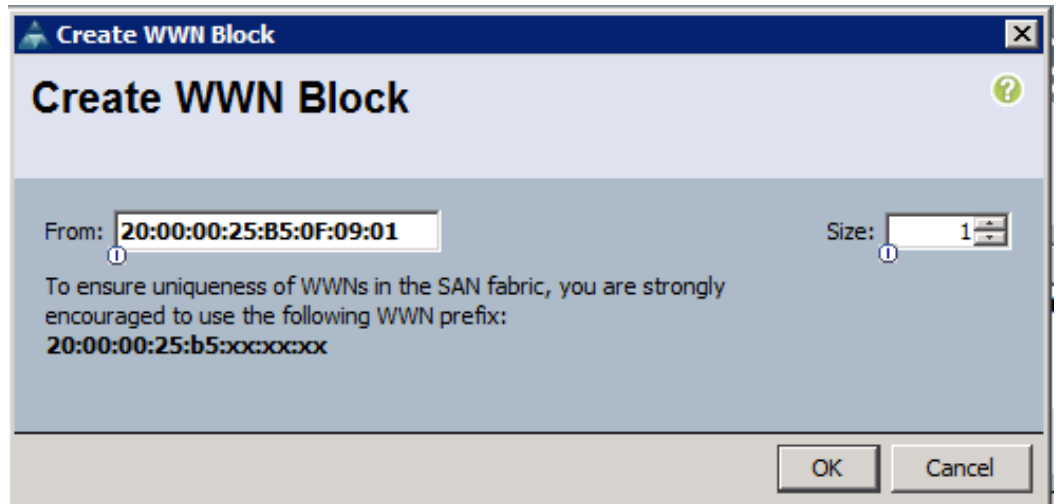 Create WWN Block
Create WWN Block
From: 20:00:00:25:B5:0F:09:01 Size: 1
To ensure uniqueness of WWNs in the SAN fabric, you are strongly
encouraged to use the following WWN prefix:
20:00:00:25:b5:xx:xx:xx
OK Cancel